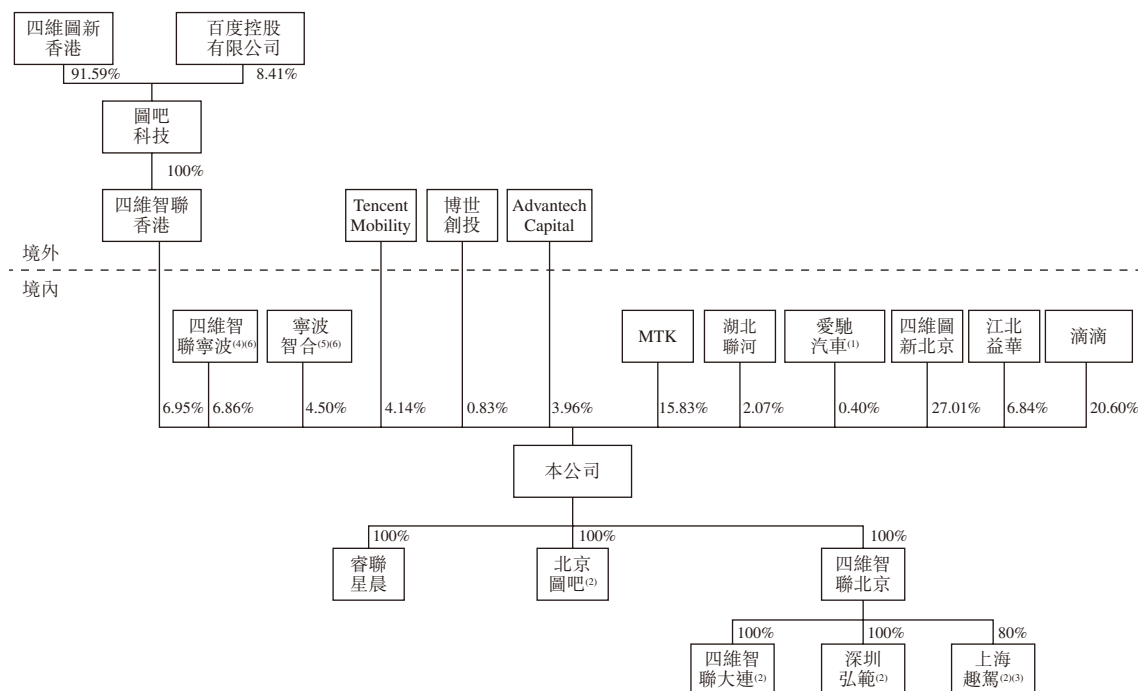 四維圖新
香港
百度控股
有限公司
91.59%
8.41%
圖吧
科技
100%
四維智聯
香港
Tencent
Mobility
博世
創投
Advantech
Capital
境外
境內
四維智
聯寧波(4)(6)
寧波
智合(5)(6)
MTK
湖北
聯河
愛馳
汽車(1)
四維圖
新北京
江北
益華
滴滴
6.95%
6.86%
4.50%
4.14%
0.83%
3.96%
15.83%
2.07%
0.40%
27.01%
6.84%
20.60%
本公司
100%
100%
100%
睿聯
星晨
北京
圖吧(2)
四維智
聯北京
100%
100%
80%
四維智
聯大連(2)
深圳
弘範(2)
上海
趣駕(2)(3)